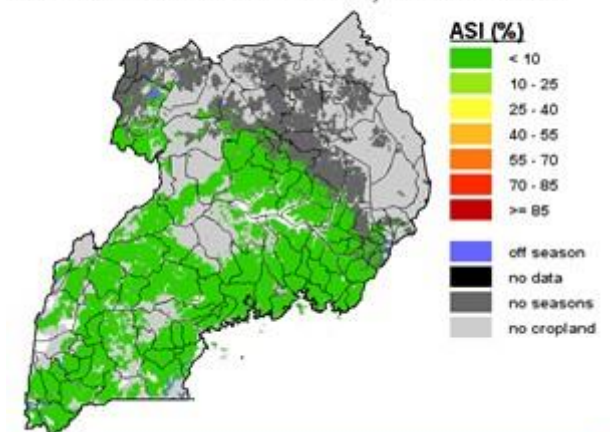 ASI (%)
< 10
10 - 25
25 - 40
40 - 55
55 - 70
70 - 85
>= 85
off season
no data
no seasons
no cropland